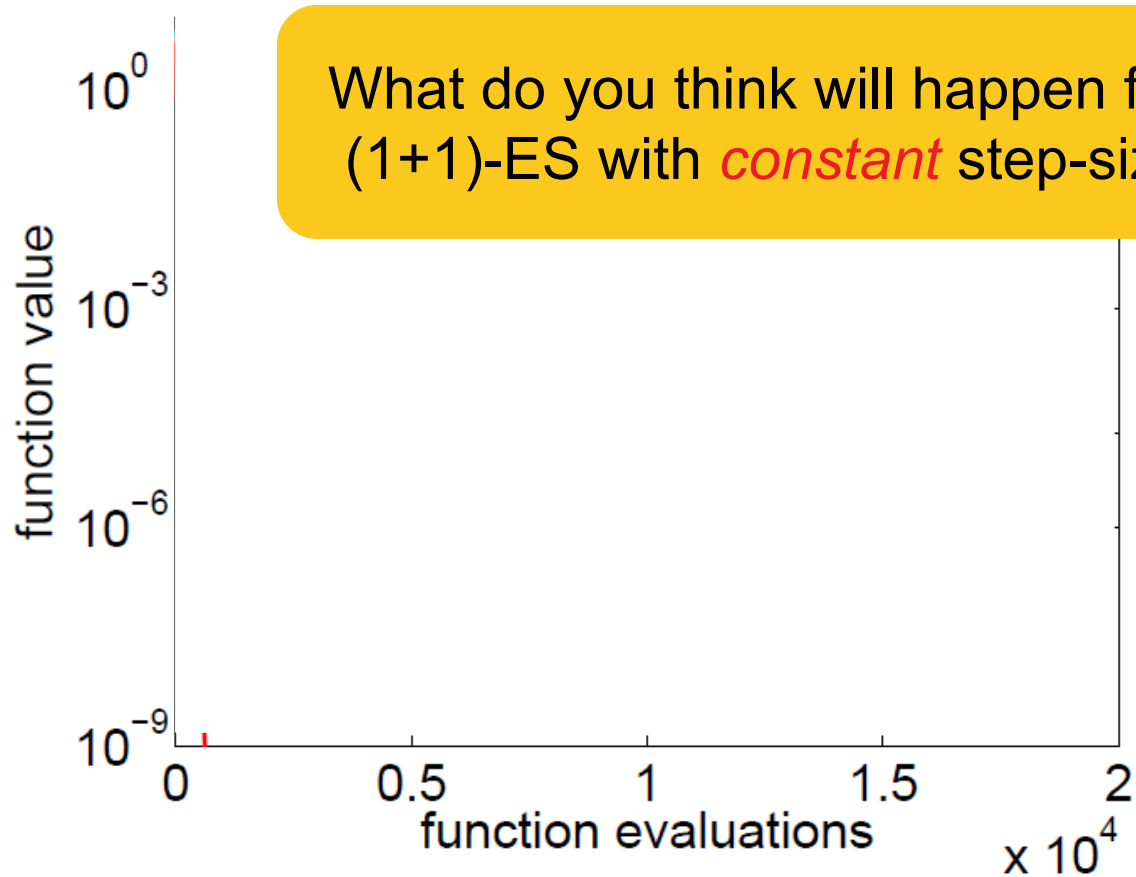 What do you think will happen f
(1+1)-ES with constant step-siz
function value
10^0
10^-3
10^-6
10^-9
0 0.5 1 1.5 2
function evaluations
x 10^4